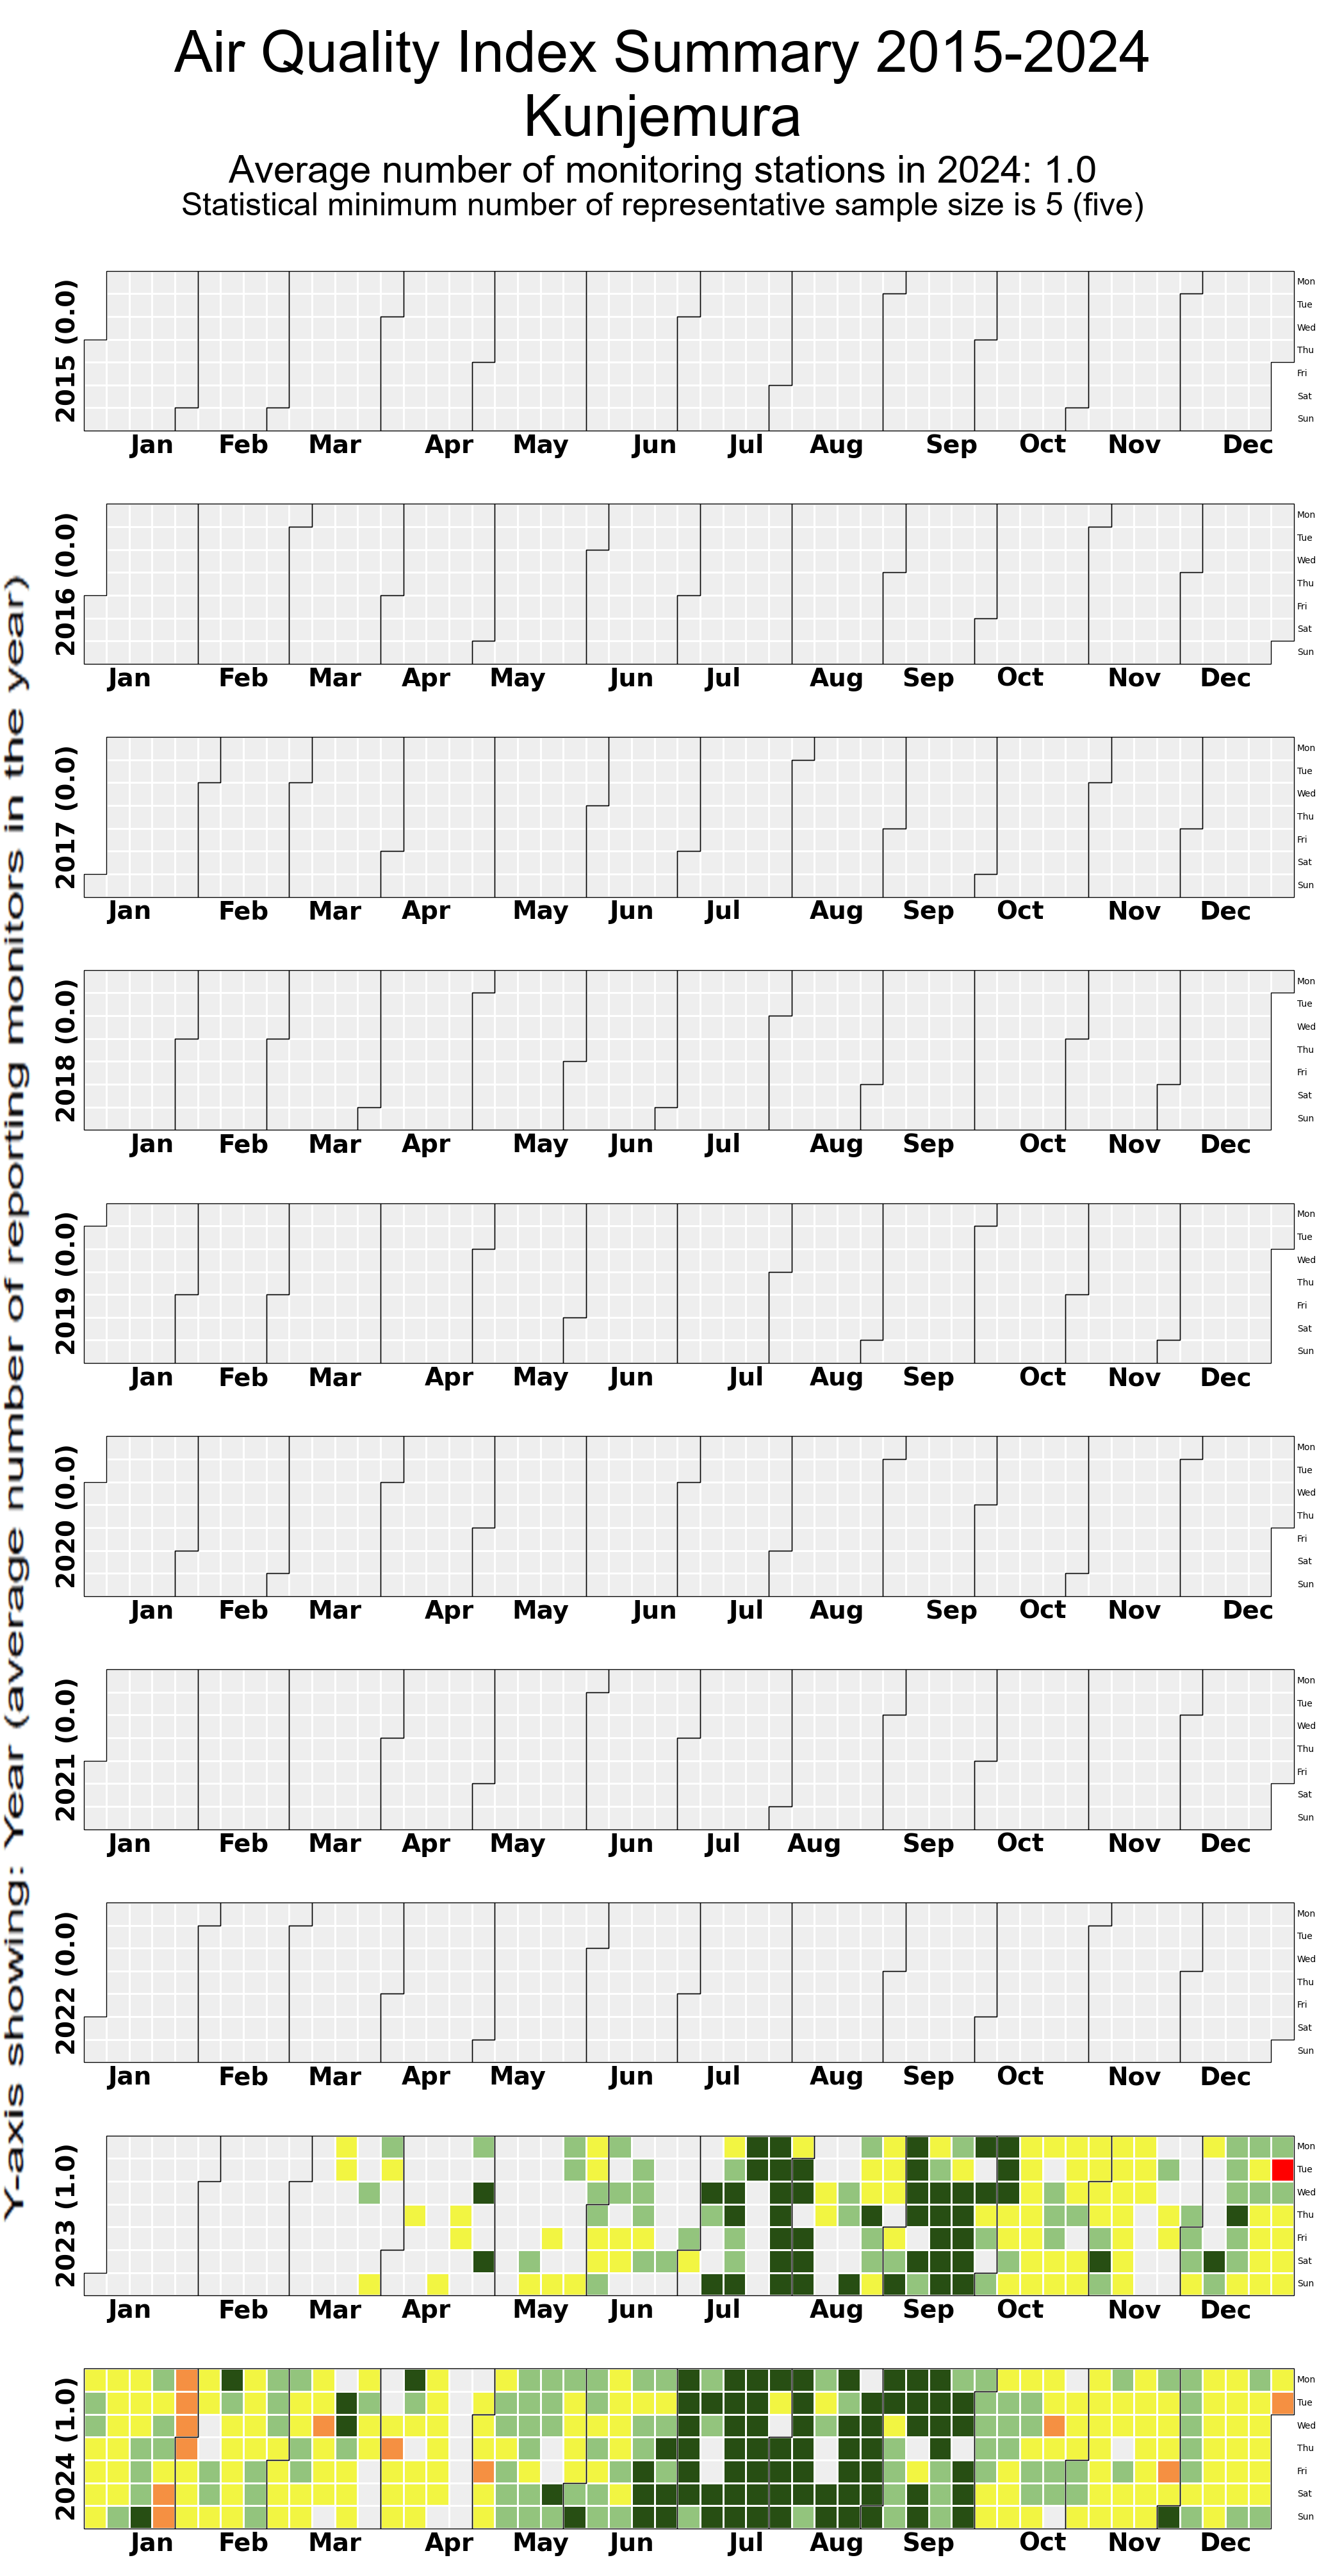 Air Quality Index Summary 2015-2024
Kunjemura
Average number of monitoring stations in 2024: 1.0
Statistical minimum number of representative sample size is 5 (five)
Y-axis showing: Year (average number of reporting monitors in the year)
2015 (0.0)
Mon
Tue
Wed
Thu
Fri
Sat
Sun
Jan Feb Mar Apr May Jun Jul Aug Sep Oct Nov Dec
2016 (0.0)
Mon
Tue
Wed
Thu
Fri
Sat
Sun
Jan Feb Mar Apr May Jun Jul Aug Sep Oct Nov Dec
2017 (0.0)
Mon
Tue
Wed
Thu
Fri
Sat
Sun
Jan Feb Mar Apr May Jun Jul Aug Sep Oct Nov Dec
2018 (0.0)
Mon
Tue
Wed
Thu
Fri
Sat
Sun
Jan Feb Mar Apr May Jun Jul Aug Sep Oct Nov Dec
2019 (0.0)
Mon
Tue
Wed
Thu
Fri
Sat
Sun
Jan Feb Mar Apr May Jun Jul Aug Sep Oct Nov Dec
2020 (0.0)
Mon
Tue
Wed
Thu
Fri
Sat
Sun
Jan Feb Mar Apr May Jun Jul Aug Sep Oct Nov Dec
2021 (0.0)
Mon
Tue
Wed
Thu
Fri
Sat
Sun
Jan Feb Mar Apr May Jun Jul Aug Sep Oct Nov Dec
2022 (0.0)
Mon
Tue
Wed
Thu
Fri
Sat
Sun
Jan Feb Mar Apr May Jun Jul Aug Sep Oct Nov Dec
2023 (1.0)
Mon
Tue
Wed
Thu
Fri
Sat
Sun
Jan Feb Mar Apr May Jun Jul Aug Sep Oct Nov Dec
2024 (1.0)
Mon
Tue
Wed
Thu
Fri
Sat
Sun
Jan Feb Mar Apr May Jun Jul Aug Sep Oct Nov Dec